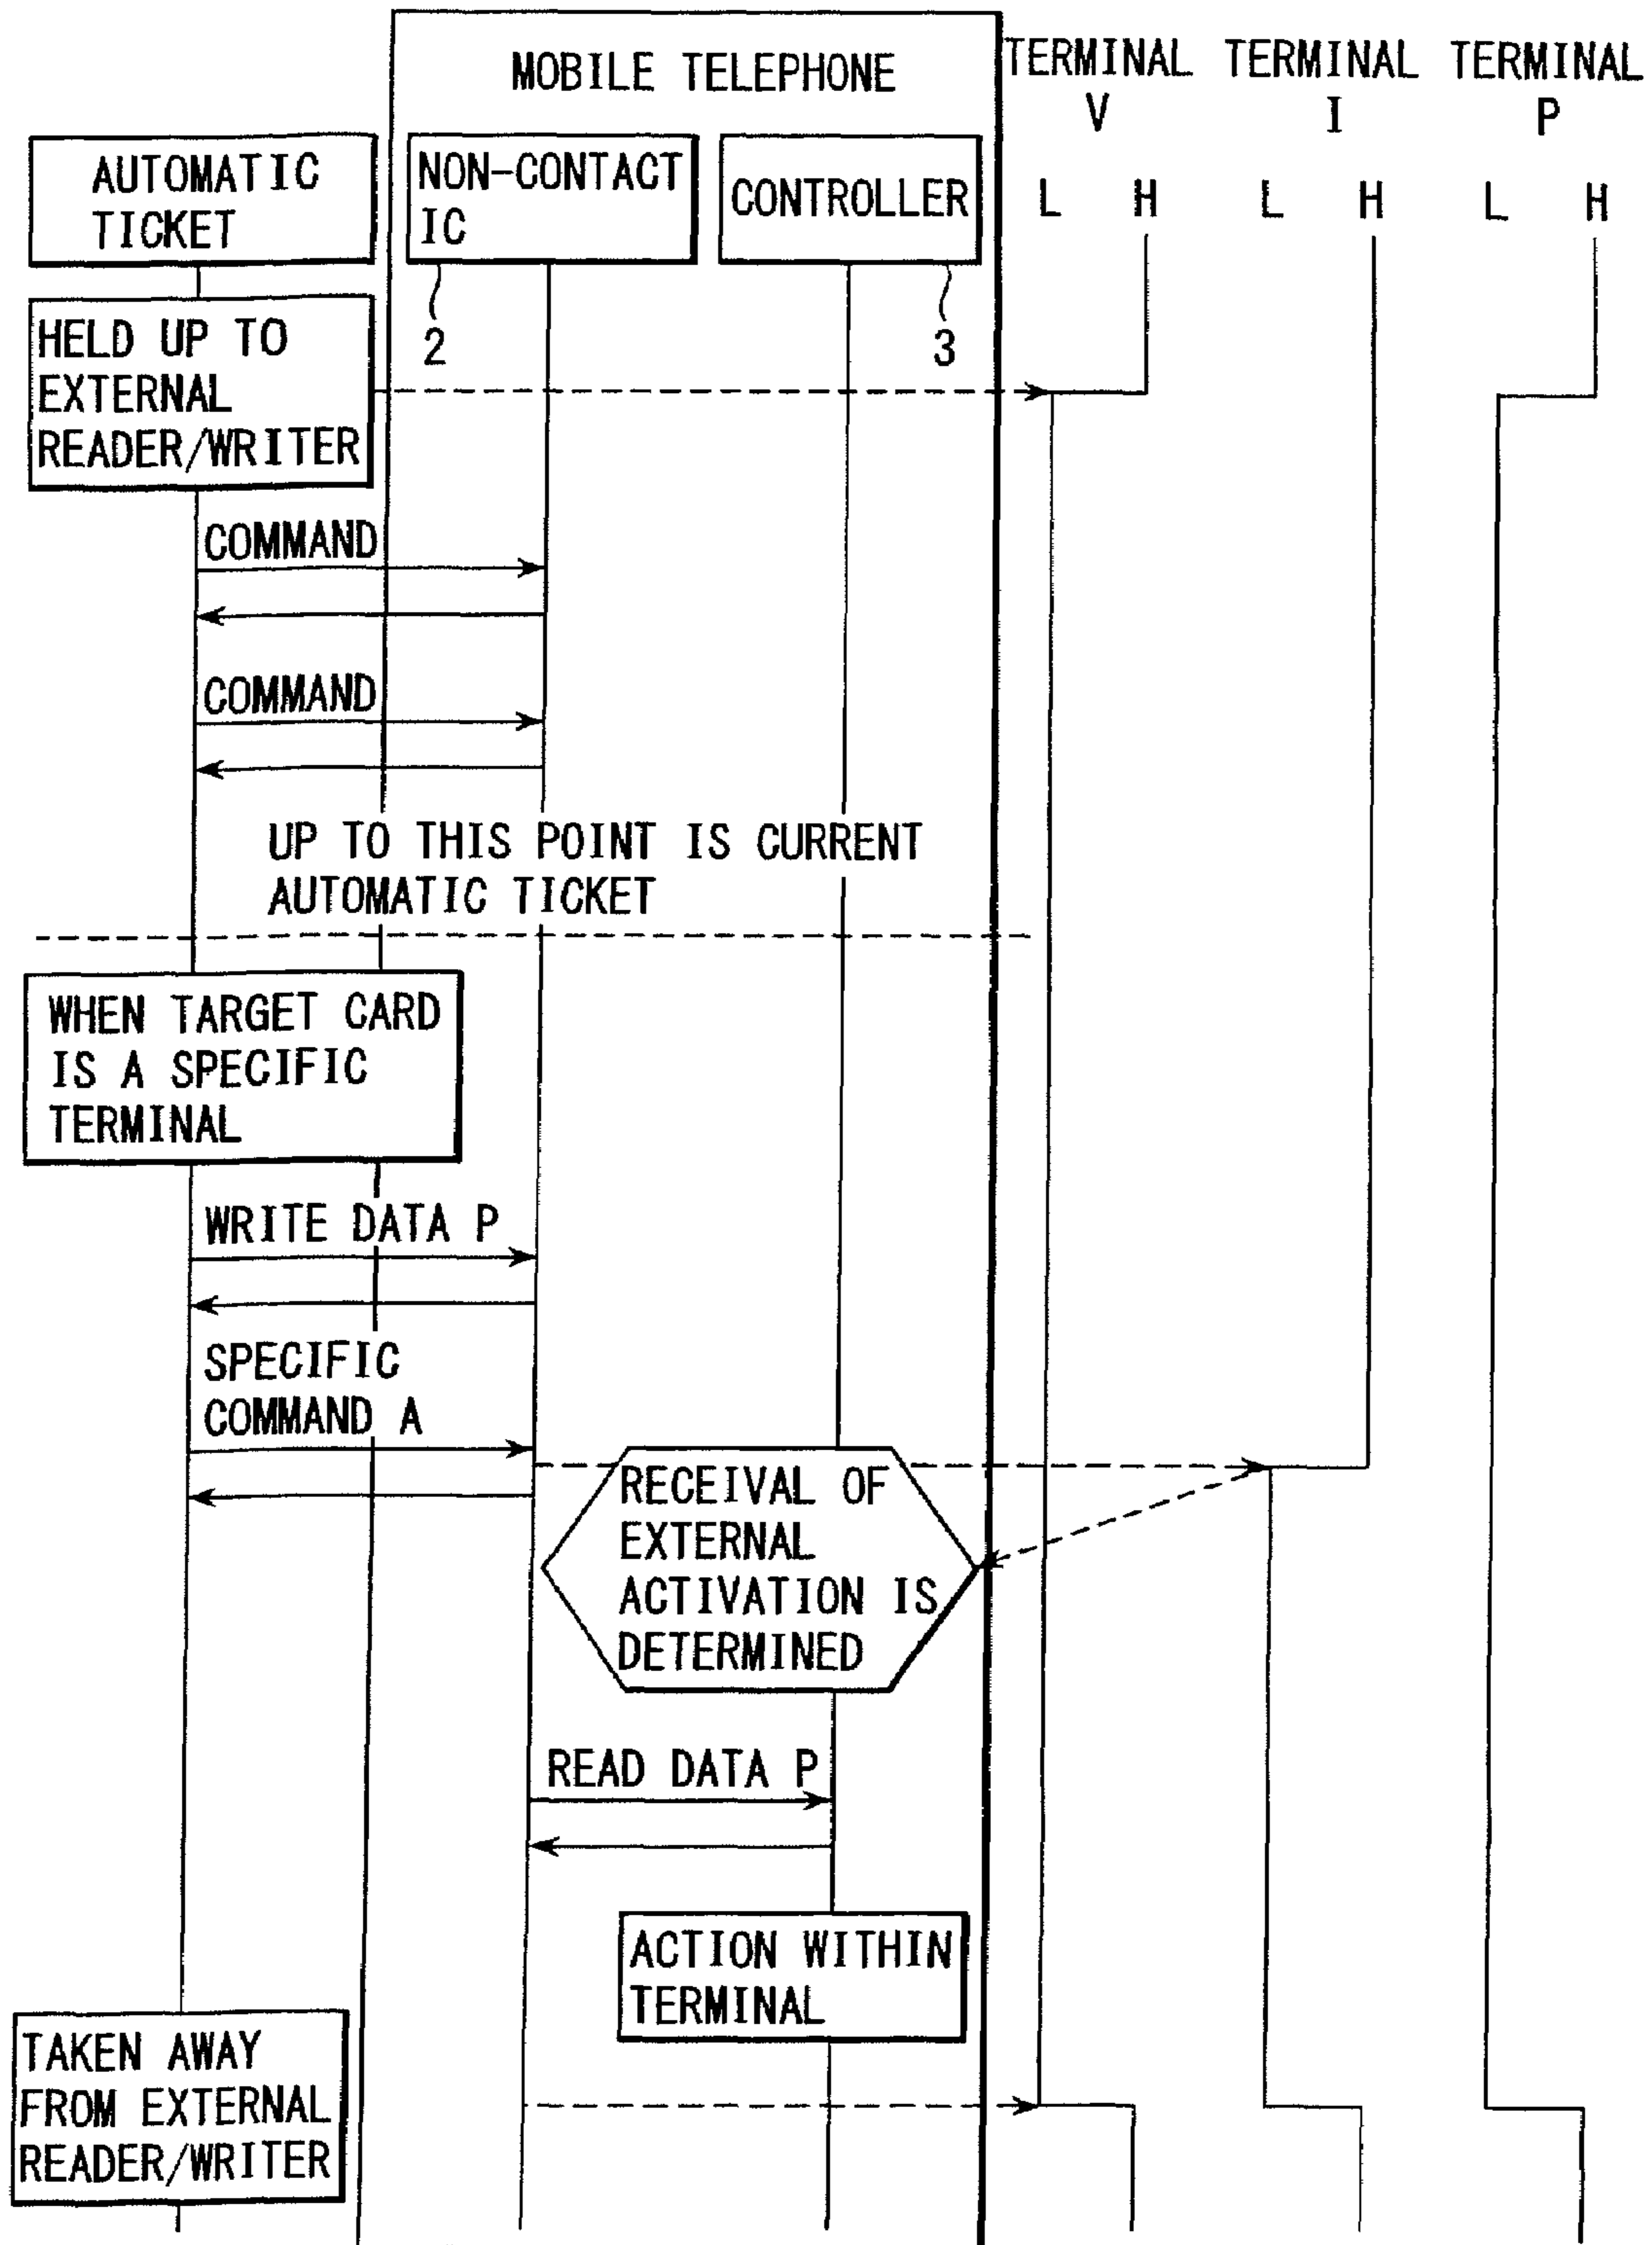 MOBILE TELEPHONE
TERMINAL TERMINAL TERMINAL
V I P
AUTOMATIC
TICKET
NON-CONTACT
IC
CONTROLLER
L H L H L H
2 3
HELD UP TO
EXTERNAL
READER/WRITER
COMMAND
COMMAND
UP TO THIS POINT IS CURRENT
AUTOMATIC TICKET
WHEN TARGET CARD
IS A SPECIFIC
TERMINAL
WRITE DATA P
SPECIFIC
COMMAND A
RECEIVAL OF
EXTERNAL
ACTIVATION IS
DETERMINED
READ DATA P
ACTION WITHIN
TERMINAL
TAKEN AWAY
FROM EXTERNAL
READER/WRITER